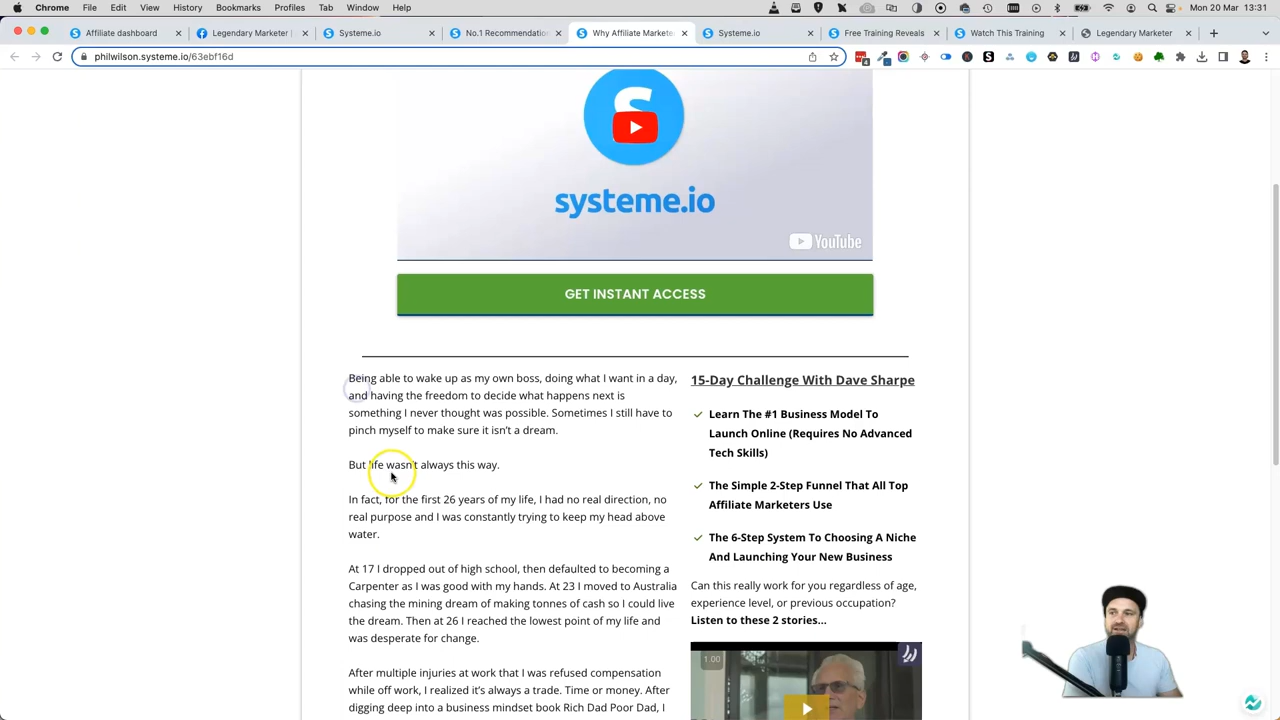 Chrome File Edit View History Bookmarks Profiles Tab Window Help
Mon 20 Mar 13:31
Affiliate dashboard
Legendary Marketer |
Systeme.io
No.1 Recommendation
Why Affiliate Markete
Systeme.io
Free Training Reveals
Watch This Training
Legendary Marketer
philwilson.systeme.io/63ebf16d
S
systeme.io
YouTube
GET INSTANT ACCESS
Being able to wake up as my own boss, doing what I want in a day,
and having the freedom to decide what happens next is
something I never thought was possible. Sometimes I still have to
pinch myself to make sure it isn't a dream.
But life wasn't always this way.
In fact, for the first 26 years of my life, I had no real direction, no
real purpose and I was constantly trying to keep my head above
water.
At 17 I dropped out of high school, then defaulted to becoming a
Carpenter as I was good with my hands. At 23 I moved to Australia
chasing the mining dream of making tonnes of cash so I could live
the dream. Then at 26 I reached the lowest point of my life and
was desperate for change.
After multiple injuries at work that I was refused compensation
while off work, I realized it's always a trade. Time or money. After
digging deep into a business mindset book Rich Dad Poor Dad, I
15-Day Challenge With Dave Sharpe
Learn The #1 Business Model To
Launch Online (Requires No Advanced
Tech Skills)
The Simple 2-Step Funnel That All Top
Affiliate Marketers Use
The 6-Step System To Choosing A Niche
And Launching Your New Business
Can this really work for you regardless of age,
experience level, or previous occupation?
Listen to these 2 stories...
1.00